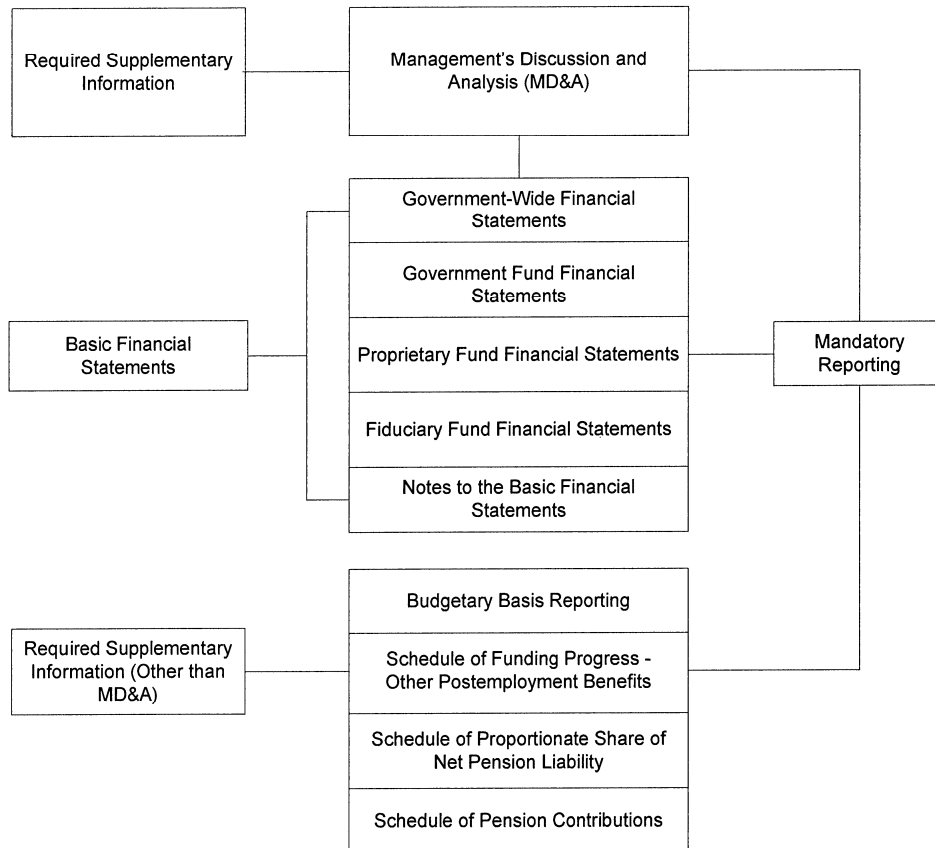 Required Supplementary
Information
Management's Discussion and
Analysis (MD&A)
Government-Wide Financial
Statements
Government Fund Financial
Statements
Basic Financial
Statements
Proprietary Fund Financial Statements
Mandatory
Reporting
Fiduciary Fund Financial Statements
Notes to the Basic Financial
Statements
Budgetary Basis Reporting
Required Supplementary
Information (Other than
MD&A)
Schedule of Funding Progress -
Other Postemployment Benefits
Schedule of Proportionate Share of
Net Pension Liability
Schedule of Pension Contributions